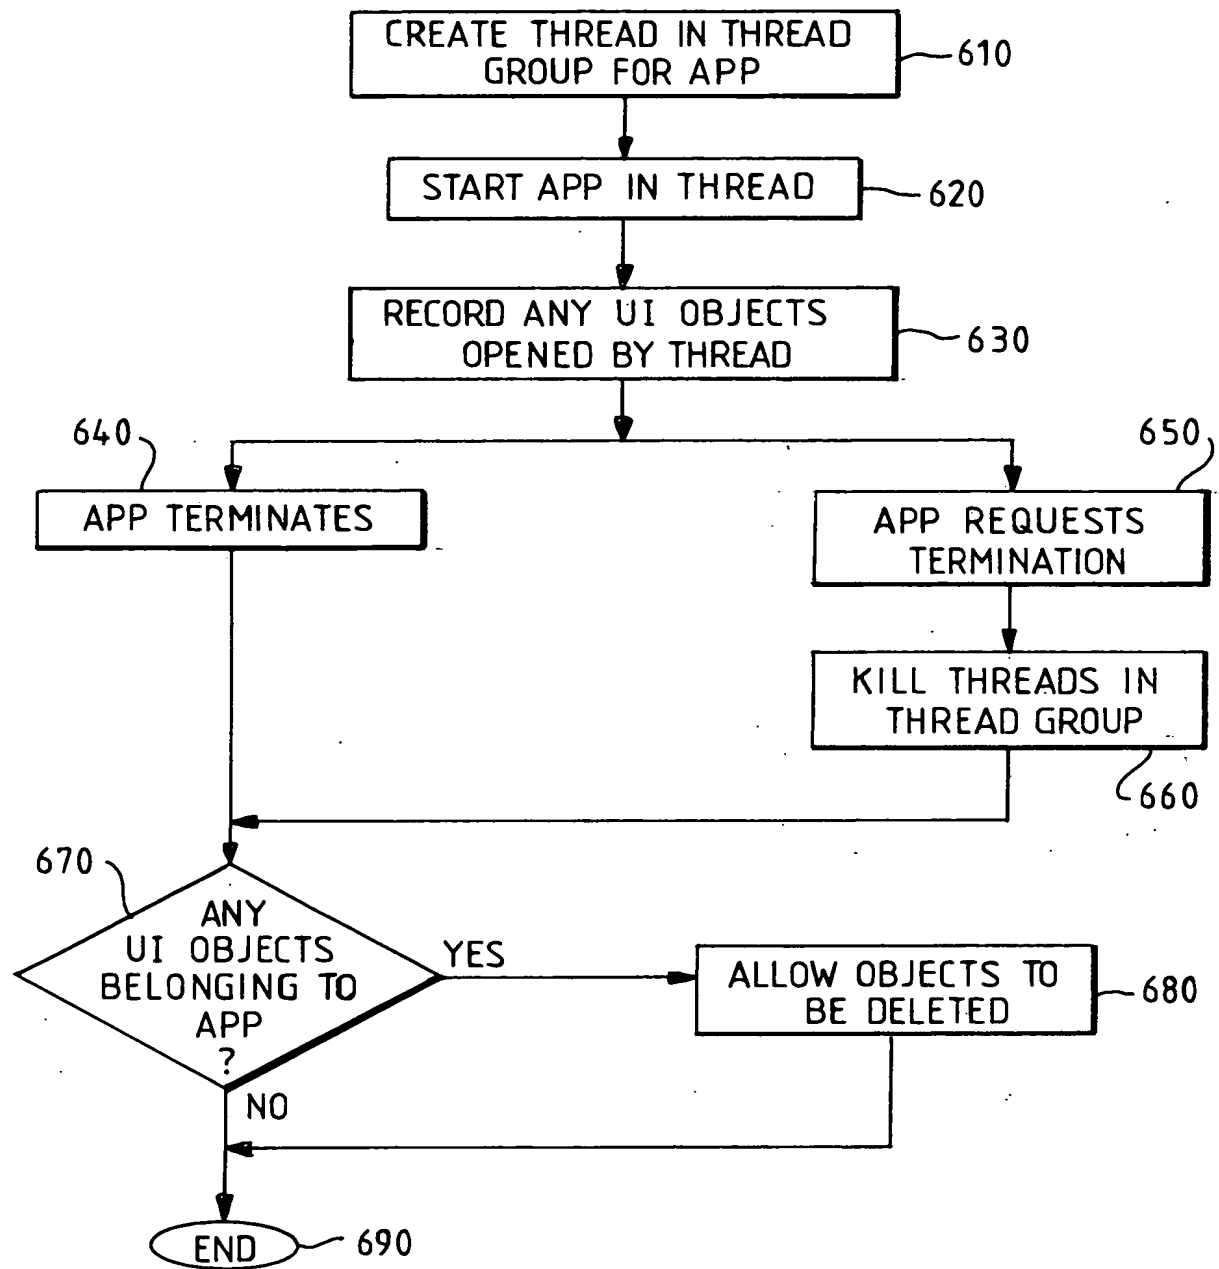 CREATE THREAD IN THREAD
GROUP FOR APP
610
START APP IN THREAD
620
RECORD ANY UI OBJECTS
OPENED BY THREAD
630
640
APP TERMINATES
650
APP REQUESTS
TERMINATION
KILL THREADS IN
THREAD GROUP
660
670
ANY
UI OBJECTS
BELONGING TO
APP
?
YES
ALLOW OBJECTS TO
BE DELETED
680
NO
END
690